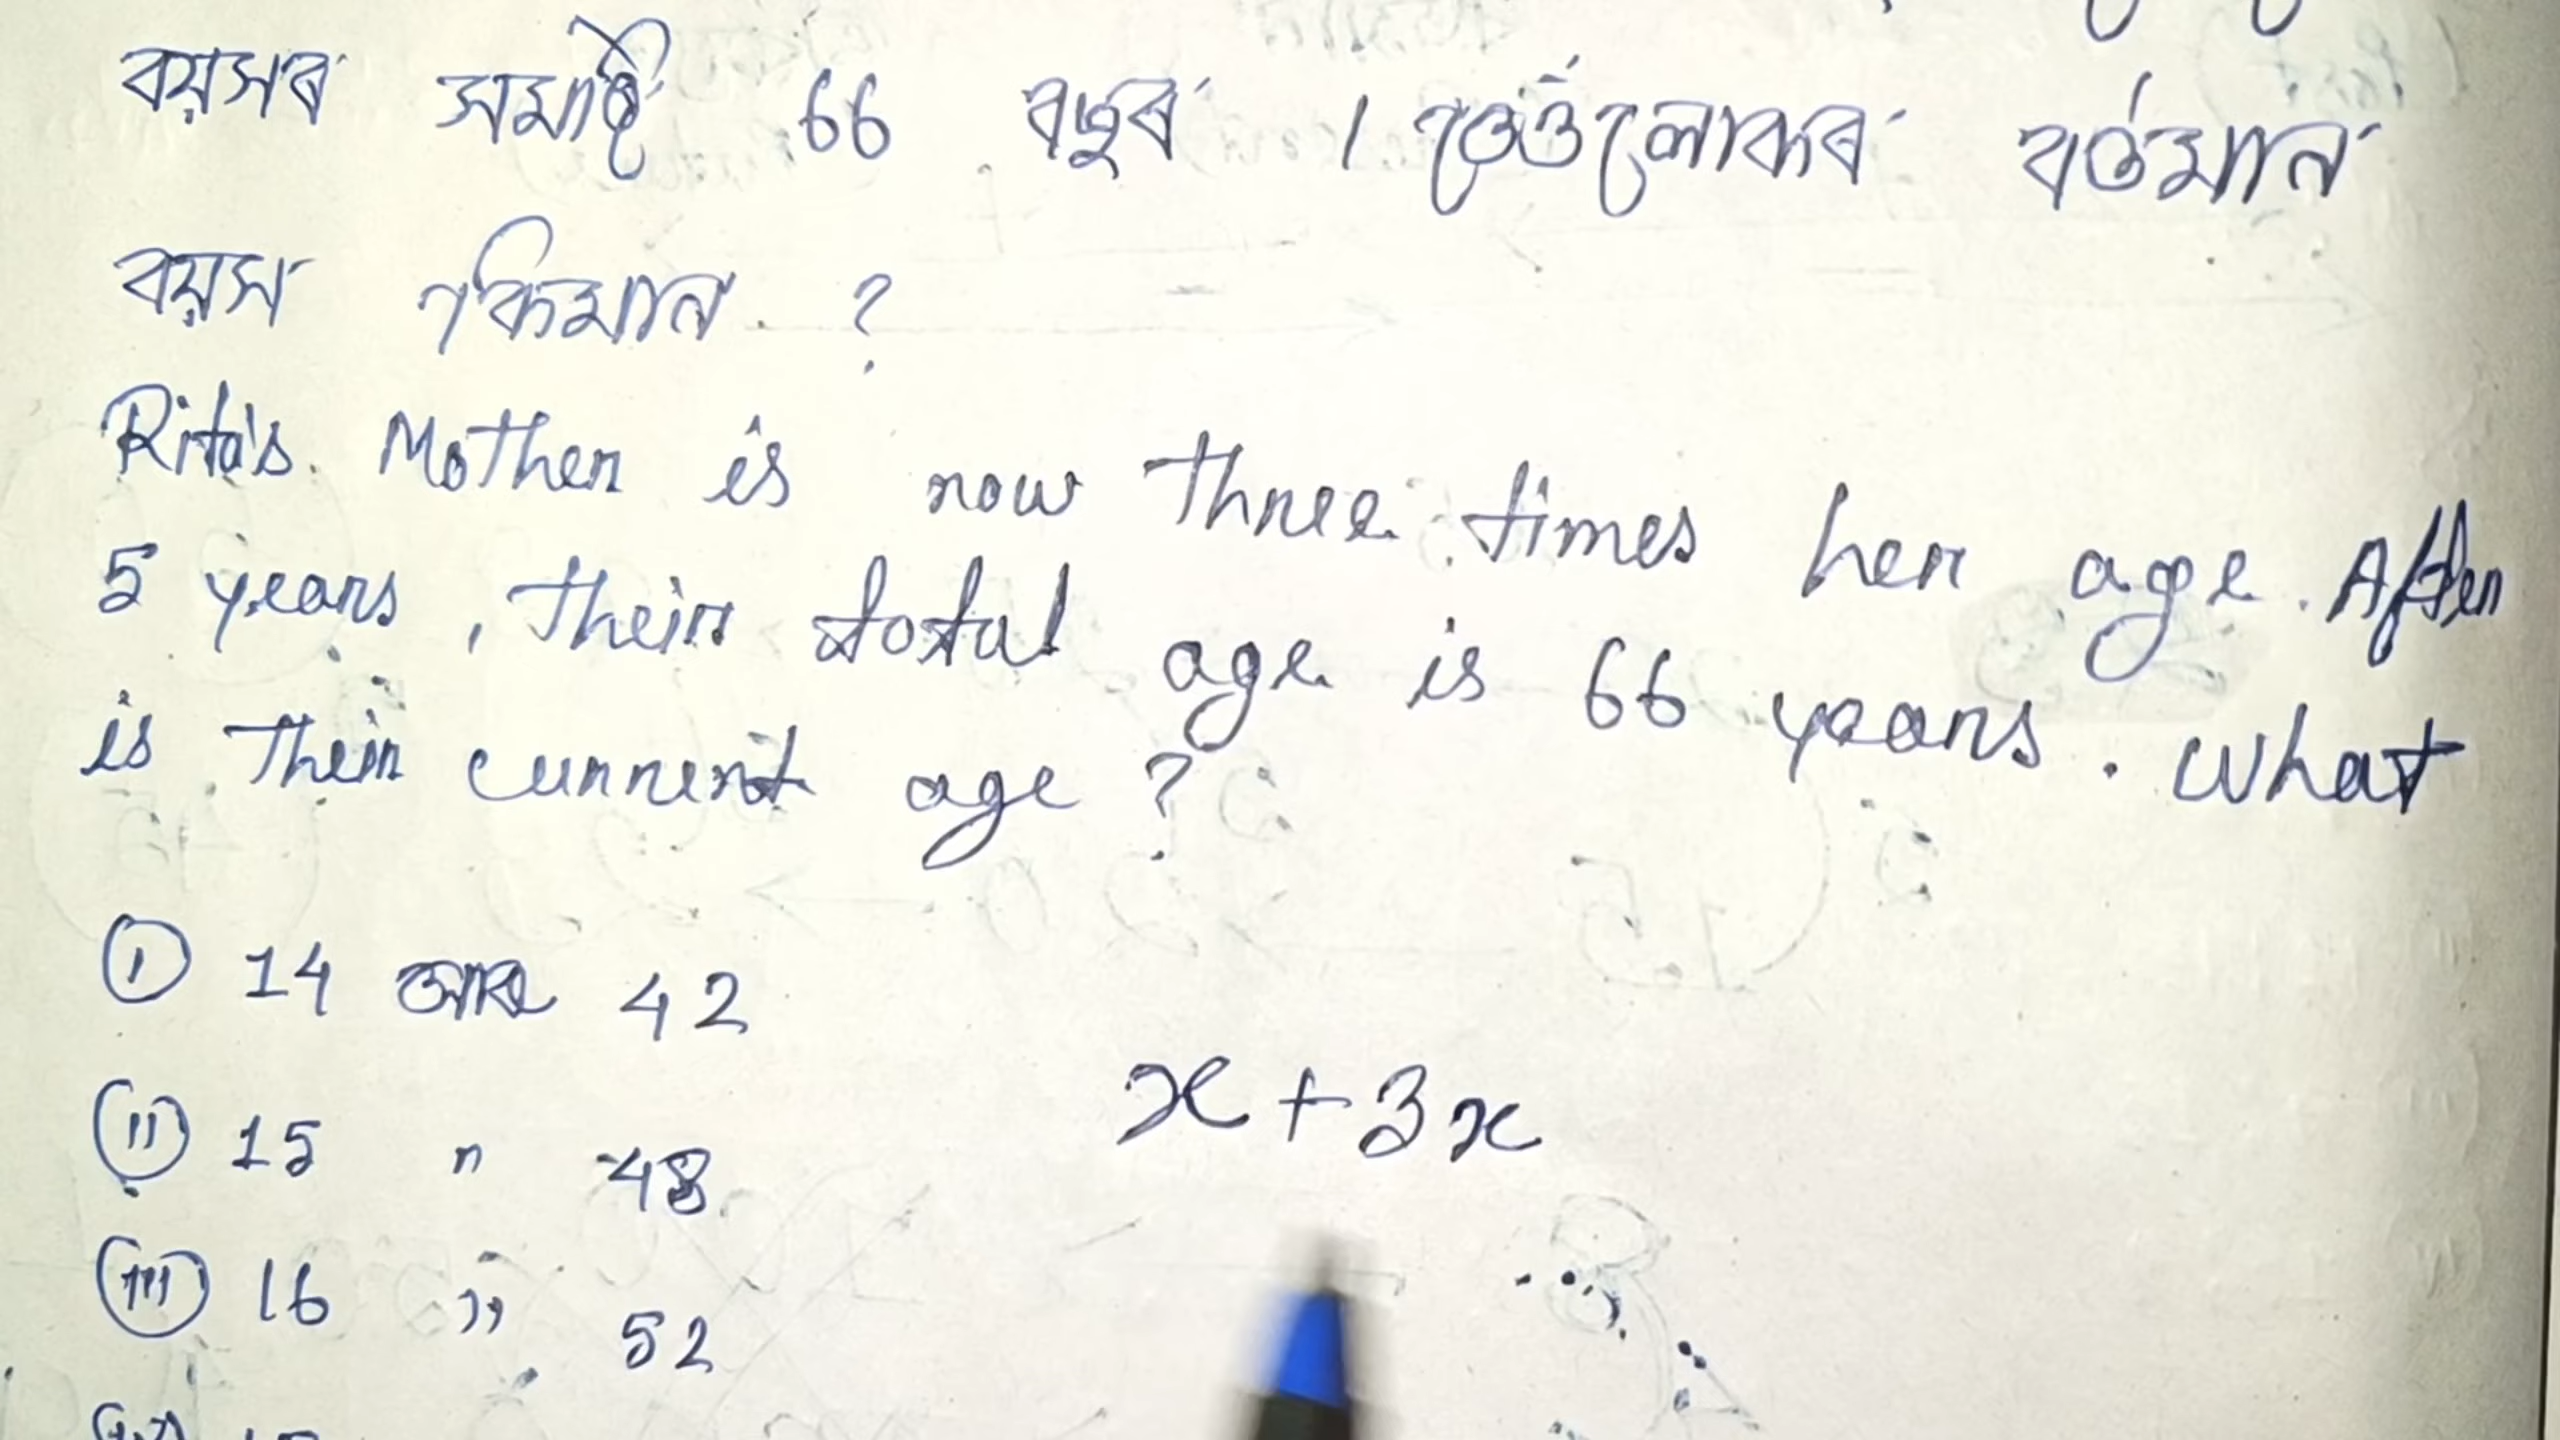 বয়সৰ সমষ্টি 66 বছৰ । তেওঁলোকৰ বৰ্তমান
বয়স কিমান ?
Rita's Mother is now three times her age. After
5 years, their total age is 66 years. What
is their current age ?
(i) 14 আৰু 42
(ii) 15 " 48
(iii) 16 " 52
x + 3x